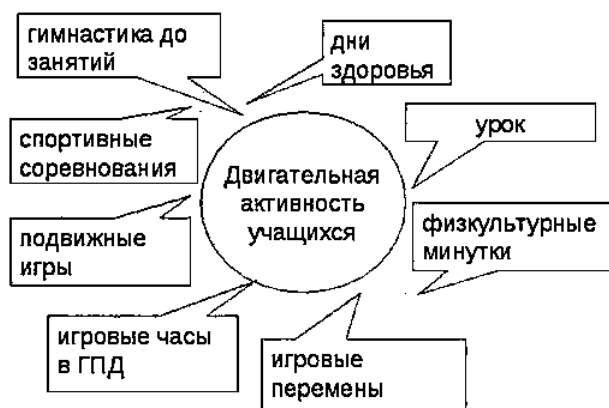 гимнастика до
занятий
дни
здоровья
спортивные
соревнования
урок
Двигательная
активность
учащихся
подвижные
игры
физкультурные
минутки
игровые часы
в ГПД
игровые
перемены